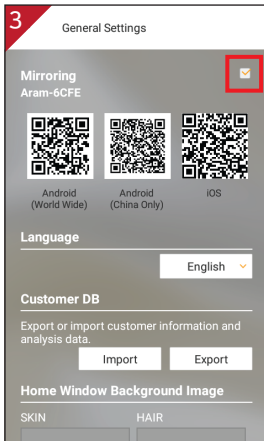 3
General Settings
Mirroring
Aram-6CFE
Android
(World Wide)
Android
(China Only)
iOS
Language
English
Customer DB
Export or import customer information and
analysis data.
Import
Export
Home Window Background Image
SKIN
HAIR